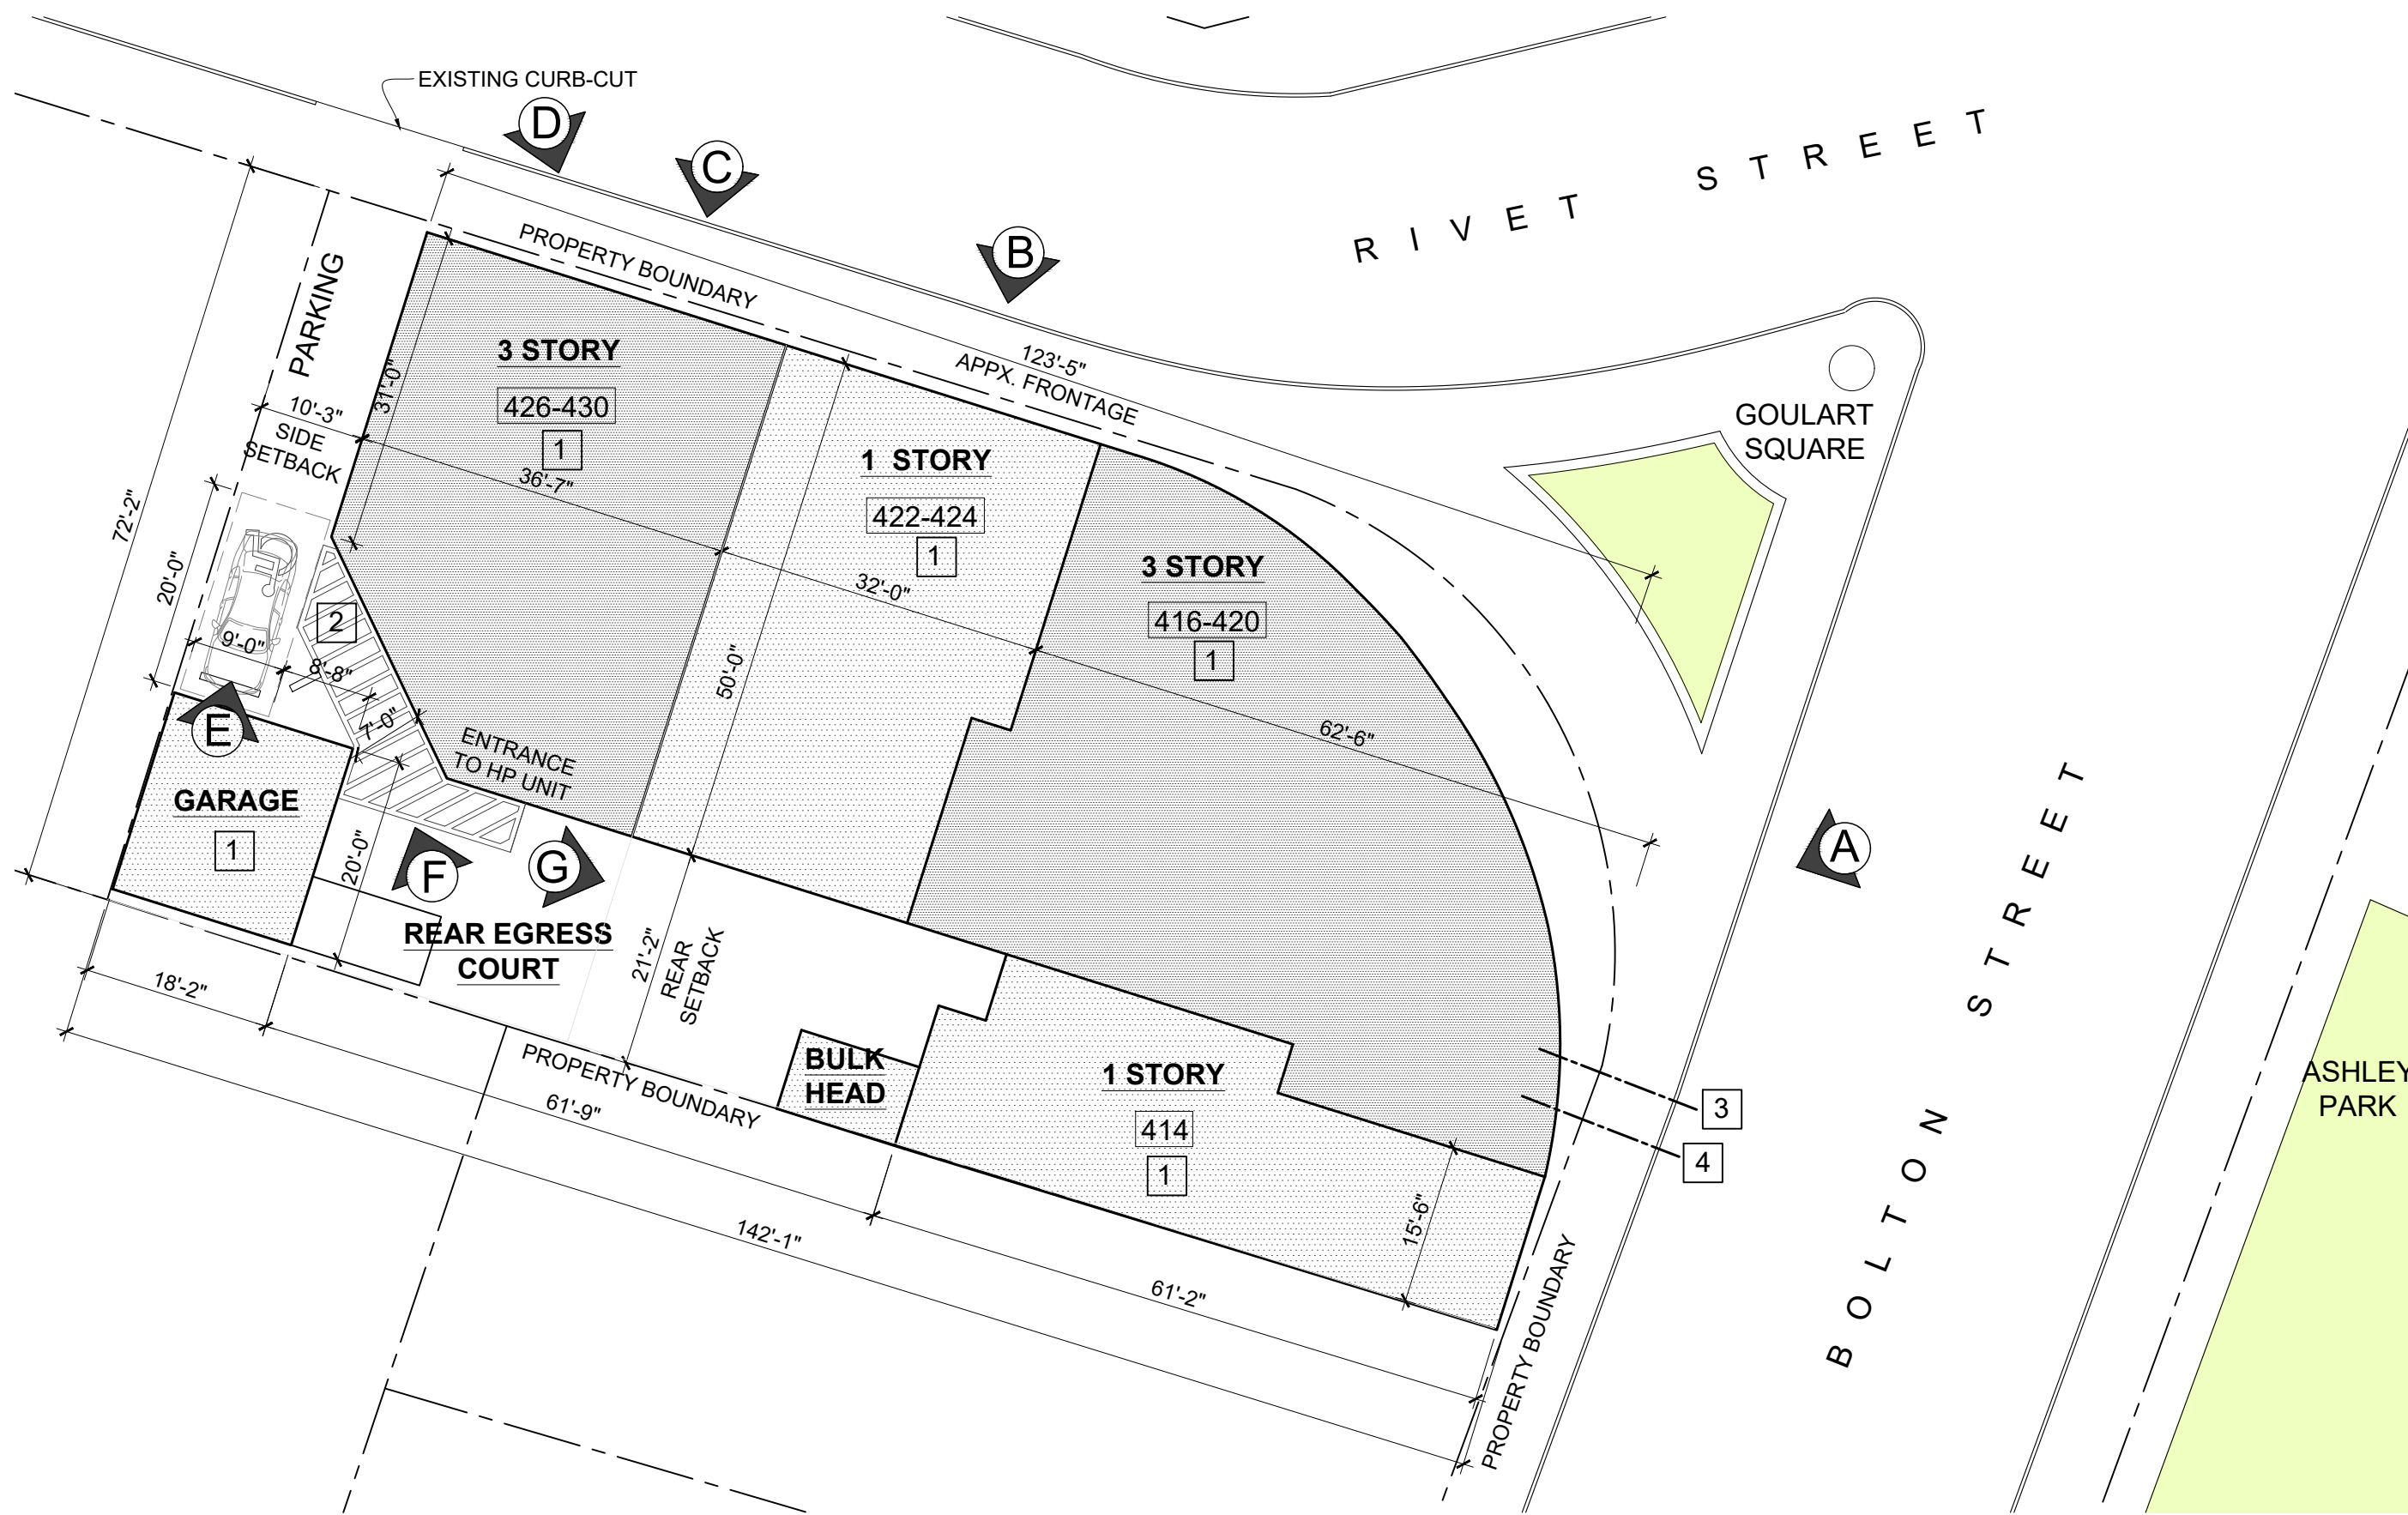 EXISTING CURB-CUT
D
C
B
RIVET STREET
PROPERTY BOUNDARY
PARKING
123'-5"
APPX. FRONTAGE
3 STORY
426-430
1
31'-0"
10'-3"
SIDE
SETBACK
36'-7"
1 STORY
422-424
1
GOULART
SQUARE
72'-2"
20'-0"
32'-0"
3 STORY
416-420
1
2
9'-0"
8'-8"
7'-0"
50'-0"
62'-6"
E
ENTRANCE
TO HP UNIT
GARAGE
1
20'-0"
F
G
A
REAR EGRESS
COURT
21'-2"
REAR
SETBACK
BOLTON STREET
18'-2"
PROPERTY BOUNDARY
61'-9"
BULK
HEAD
1 STORY
414
1
3
4
ASHLEY
PARK
15'-6"
142'-1"
61'-2"
PROPERTY BOUNDARY